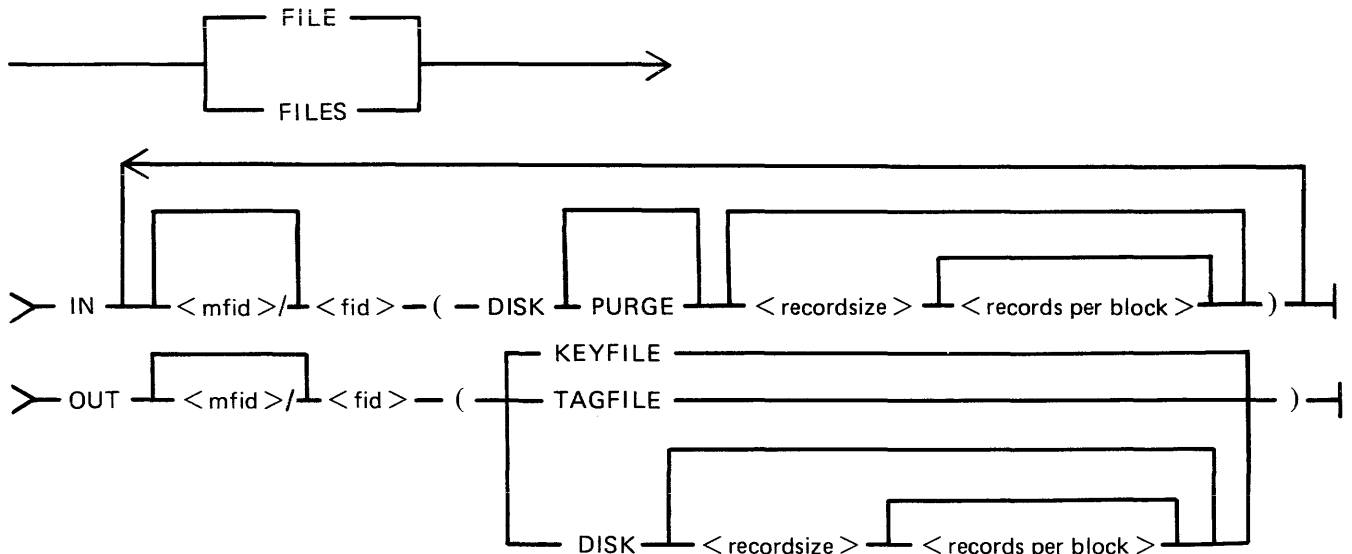 FILE
FILES
IN <mfid>/<fid> ( DISK PURGE <recordsize> <records per block> )
KEYFILE
OUT <mfid>/<fid> ( TAGFILE )
DISK <recordsize> <records per block>